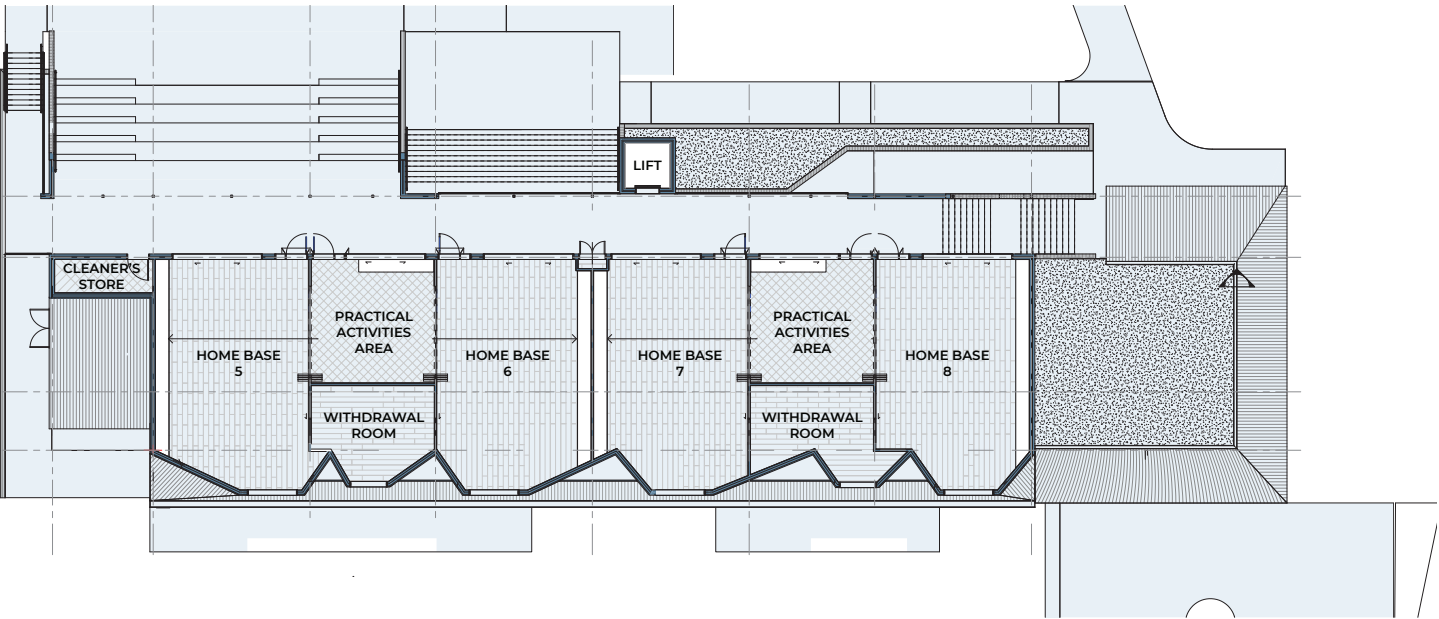 LIFT
CLEANER'S
STORE
PRACTICAL
ACTIVITIES
AREA
PRACTICAL
ACTIVITIES
AREA
HOME BASE
5
HOME BASE
6
HOME BASE
7
HOME BASE
8
WITHDRAWAL
ROOM
WITHDRAWAL
ROOM